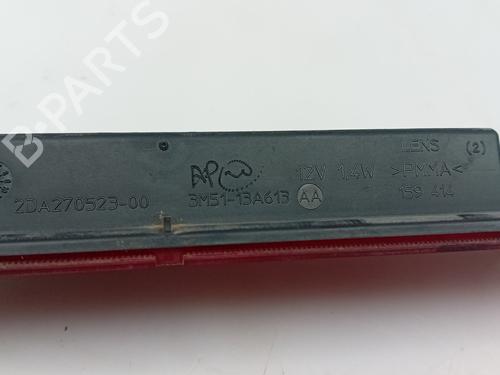 B-PARTS
LENS (2)
12V 1.4W >PMMA<
2DA270523-00 3M51-13A613 AA 159 414